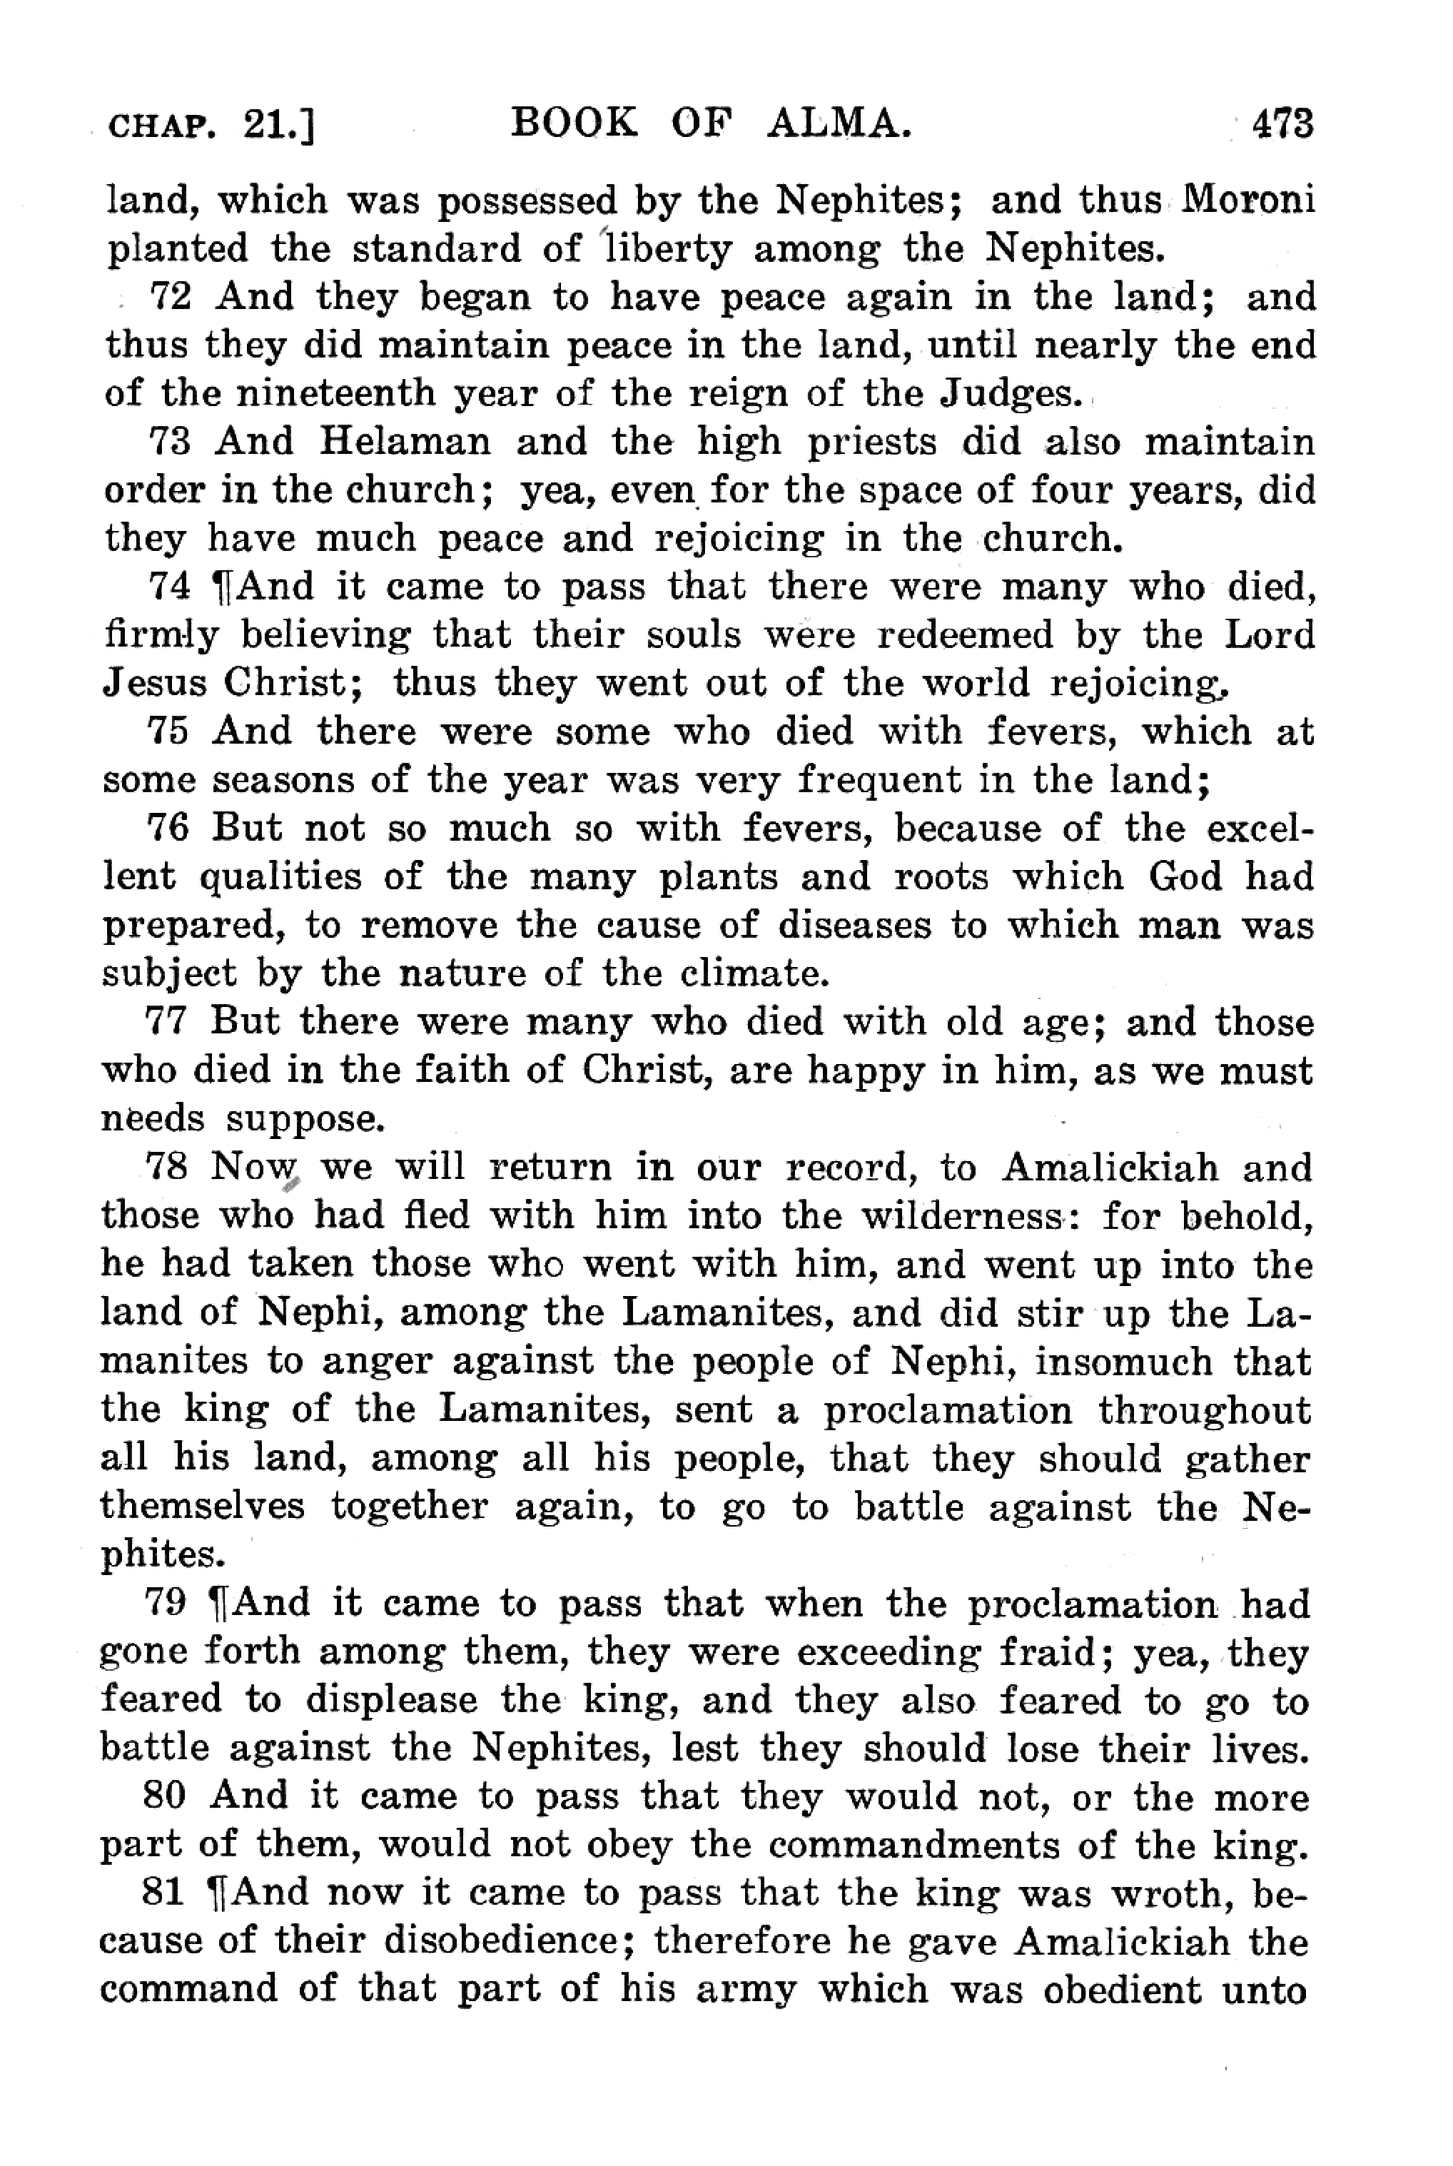 CHAP. 21.] BOOK OF ALMA. 473
land, which was possessed by the Nephites; and thus Moroni
planted the standard of liberty among the Nephites.
72 And they began to have peace again in the land; and
thus they did maintain peace in the land, until nearly the end
of the nineteenth year of the reign of the Judges.
73 And Helaman and the high priests did also maintain
order in the church; yea, even for the space of four years, did
they have much peace and rejoicing in the church.
74 ¶And it came to pass that there were many who died,
firmly believing that their souls were redeemed by the Lord
Jesus Christ; thus they went out of the world rejoicing.
75 And there were some who died with fevers, which at
some seasons of the year was very frequent in the land;
76 But not so much so with fevers, because of the excel-
lent qualities of the many plants and roots which God had
prepared, to remove the cause of diseases to which man was
subject by the nature of the climate.
77 But there were many who died with old age; and those
who died in the faith of Christ, are happy in him, as we must
needs suppose.
78 Now we will return in our record, to Amalickiah and
those who had fled with him into the wilderness: for behold,
he had taken those who went with him, and went up into the
land of Nephi, among the Lamanites, and did stir up the La-
manites to anger against the people of Nephi, insomuch that
the king of the Lamanites, sent a proclamation throughout
all his land, among all his people, that they should gather
themselves together again, to go to battle against the Ne-
phites.
79 ¶And it came to pass that when the proclamation had
gone forth among them, they were exceeding fraid; yea, they
feared to displease the king, and they also feared to go to
battle against the Nephites, lest they should lose their lives.
80 And it came to pass that they would not, or the more
part of them, would not obey the commandments of the king.
81 ¶And now it came to pass that the king was wroth, be-
cause of their disobedience; therefore he gave Amalickiah the
command of that part of his army which was obedient unto